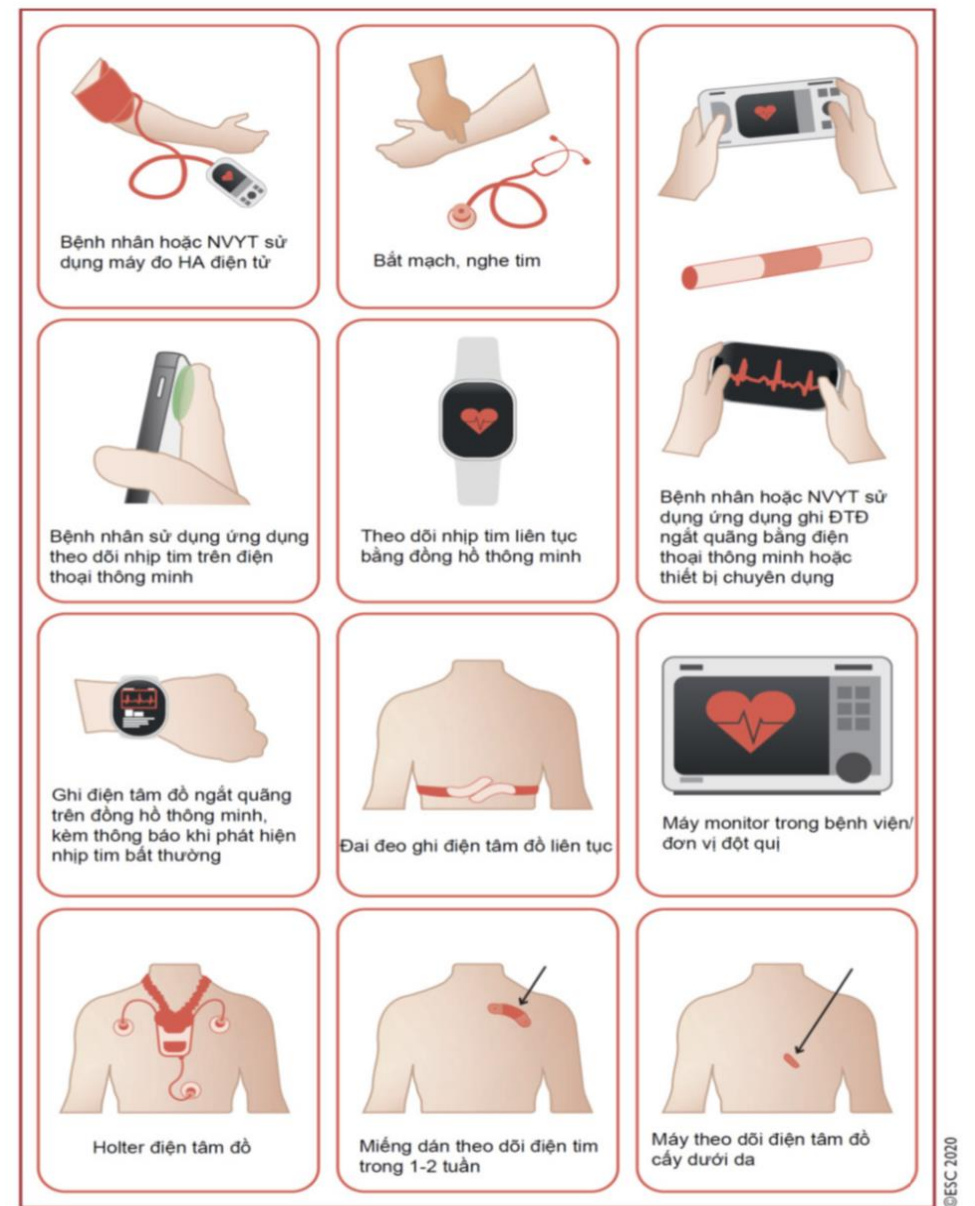 Bệnh nhân hoặc NVYT sử
dụng máy đo HA điện tử
Bắt mạch, nghe tim
Bệnh nhân sử dụng ứng dụng
theo dõi nhịp tim trên điện
thoại thông minh
Theo dõi nhịp tim liên tục
bằng đồng hồ thông minh
Bệnh nhân hoặc NVYT sử
dụng ứng dụng ghi ĐTĐ
ngắt quãng bằng điện
thoại thông minh hoặc
thiết bị chuyên dụng
Ghi điện tâm đồ ngắt quãng
trên đồng hồ thông minh,
kèm thông báo khi phát hiện
nhịp tim bất thường
Đai đeo ghi điện tâm đồ liên tục
Máy monitor trong bệnh viện/
đơn vị đột quị
Holter điện tâm đồ
Miếng dán theo dõi điện tim
trong 1-2 tuần
Máy theo dõi điện tâm đồ
cấy dưới da
©ESC 2020